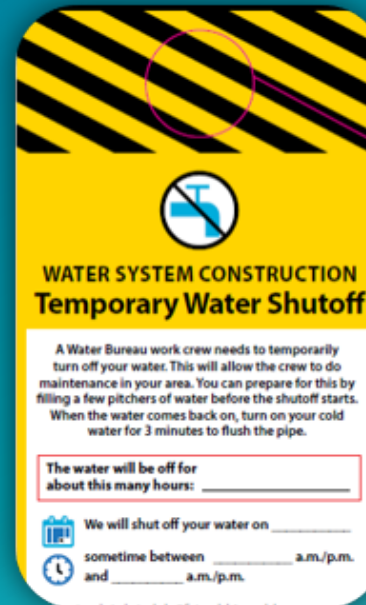 WATER SYSTEM CONSTRUCTION
Temporary Water Shutoff
A Water Bureau work crew needs to temporarily
turn off your water. This will allow the crew to do
maintenance in your area. You can prepare for this by
filling a few pitchers of water before the shutoff starts.
When the water comes back on, turn on your cold
water for 3 minutes to flush the pipe.
The water will be off for
about this many hours: ____________________
We will shut off your water on ___________
sometime between ___________ a.m./p.m.
and __________ a.m./p.m.